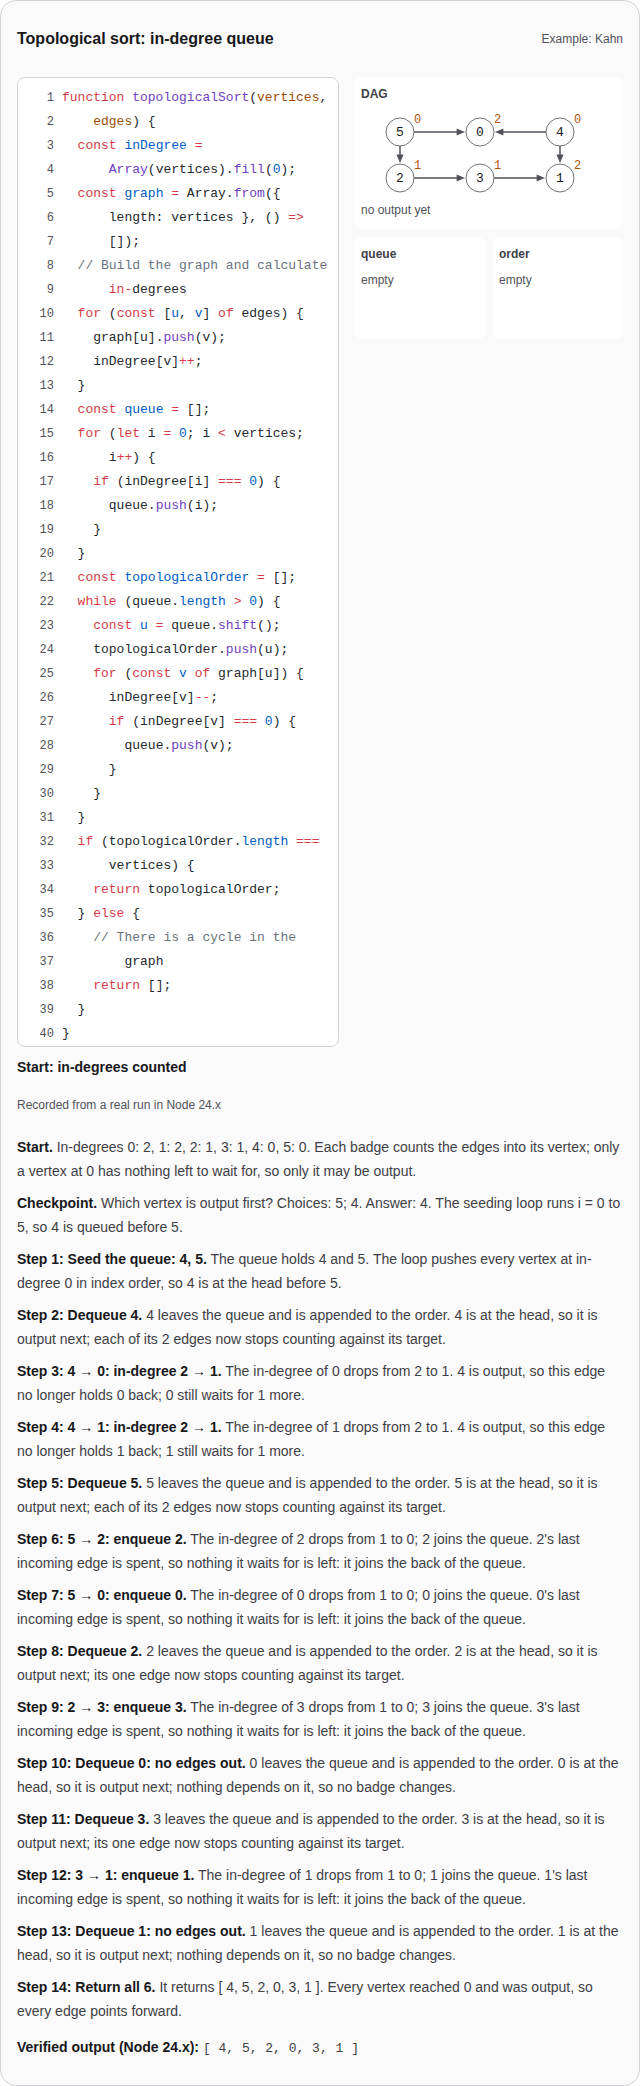 Topological sort: in-degree queue
Example: Kahn
1 function topologicalSort(vertices,
2     edges) {
3   const inDegree =
4       Array(vertices).fill(0);
5   const graph = Array.from({
6       length: vertices }, () =>
7       []);
8   // Build the graph and calculate
9       in-degrees
10   for (const [u, v] of edges) {
11     graph[u].push(v);
12     inDegree[v]++;
13   }
14   const queue = [];
15   for (let i = 0; i < vertices;
16       i++) {
17     if (inDegree[i] === 0) {
18       queue.push(i);
19     }
20   }
21   const topologicalOrder = [];
22   while (queue.length > 0) {
23     const u = queue.shift();
24     topologicalOrder.push(u);
25     for (const v of graph[u]) {
26       inDegree[v]--;
27       if (inDegree[v] === 0) {
28         queue.push(v);
29       }
30     }
31   }
32   if (topologicalOrder.length ===
33       vertices) {
34     return topologicalOrder;
35   } else {
36     // There is a cycle in the
37         graph
38     return [];
39   }
40 }
DAG
0 2 0
5 0 4
1 1 2
2 3 1
no output yet
queue
empty
order
empty
Start: in-degrees counted
Recorded from a real run in Node 24.x
Start. In-degrees 0: 2, 1: 2, 2: 1, 3: 1, 4: 0, 5: 0. Each badge counts the edges into its vertex; only
a vertex at 0 has nothing left to wait for, so only it may be output.
Checkpoint. Which vertex is output first? Choices: 5; 4. Answer: 4. The seeding loop runs i = 0 to
5, so 4 is queued before 5.
Step 1: Seed the queue: 4, 5. The queue holds 4 and 5. The loop pushes every vertex at in-
degree 0 in index order, so 4 is at the head before 5.
Step 2: Dequeue 4. 4 leaves the queue and is appended to the order. 4 is at the head, so it is
output next; each of its 2 edges now stops counting against its target.
Step 3: 4 → 0: in-degree 2 → 1. The in-degree of 0 drops from 2 to 1. 4 is output, so this edge
no longer holds 0 back; 0 still waits for 1 more.
Step 4: 4 → 1: in-degree 2 → 1. The in-degree of 1 drops from 2 to 1. 4 is output, so this edge
no longer holds 1 back; 1 still waits for 1 more.
Step 5: Dequeue 5. 5 leaves the queue and is appended to the order. 5 is at the head, so it is
output next; each of its 2 edges now stops counting against its target.
Step 6: 5 → 2: enqueue 2. The in-degree of 2 drops from 1 to 0; 2 joins the queue. 2's last
incoming edge is spent, so nothing it waits for is left: it joins the back of the queue.
Step 7: 5 → 0: enqueue 0. The in-degree of 0 drops from 1 to 0; 0 joins the queue. 0's last
incoming edge is spent, so nothing it waits for is left: it joins the back of the queue.
Step 8: Dequeue 2. 2 leaves the queue and is appended to the order. 2 is at the head, so it is
output next; its one edge now stops counting against its target.
Step 9: 2 → 3: enqueue 3. The in-degree of 3 drops from 1 to 0; 3 joins the queue. 3's last
incoming edge is spent, so nothing it waits for is left: it joins the back of the queue.
Step 10: Dequeue 0: no edges out. 0 leaves the queue and is appended to the order. 0 is at the
head, so it is output next; nothing depends on it, so no badge changes.
Step 11: Dequeue 3. 3 leaves the queue and is appended to the order. 3 is at the head, so it is
output next; its one edge now stops counting against its target.
Step 12: 3 → 1: enqueue 1. The in-degree of 1 drops from 1 to 0; 1 joins the queue. 1's last
incoming edge is spent, so nothing it waits for is left: it joins the back of the queue.
Step 13: Dequeue 1: no edges out. 1 leaves the queue and is appended to the order. 1 is at the
head, so it is output next; nothing depends on it, so no badge changes.
Step 14: Return all 6. It returns [ 4, 5, 2, 0, 3, 1 ]. Every vertex reached 0 and was output, so
every edge points forward.
Verified output (Node 24.x): [ 4, 5, 2, 0, 3, 1 ]